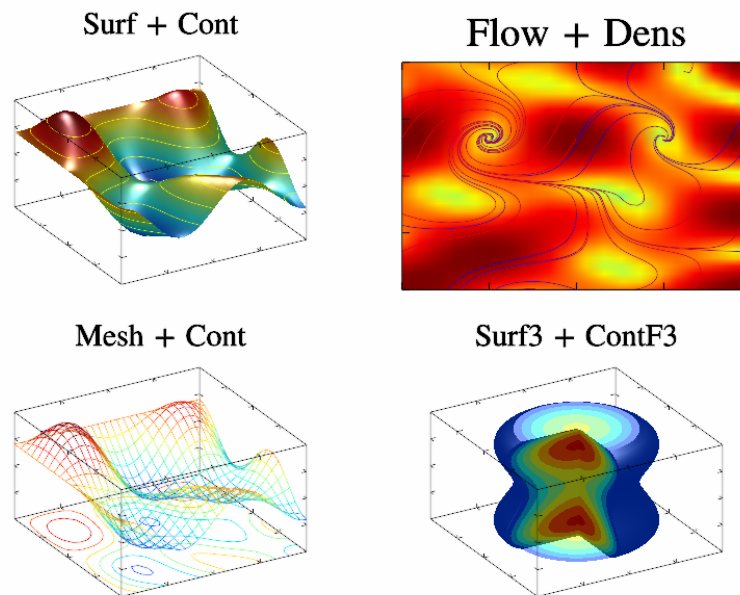 Surf + Cont
Flow + Dens
Mesh + Cont
Surf3 + ContF3